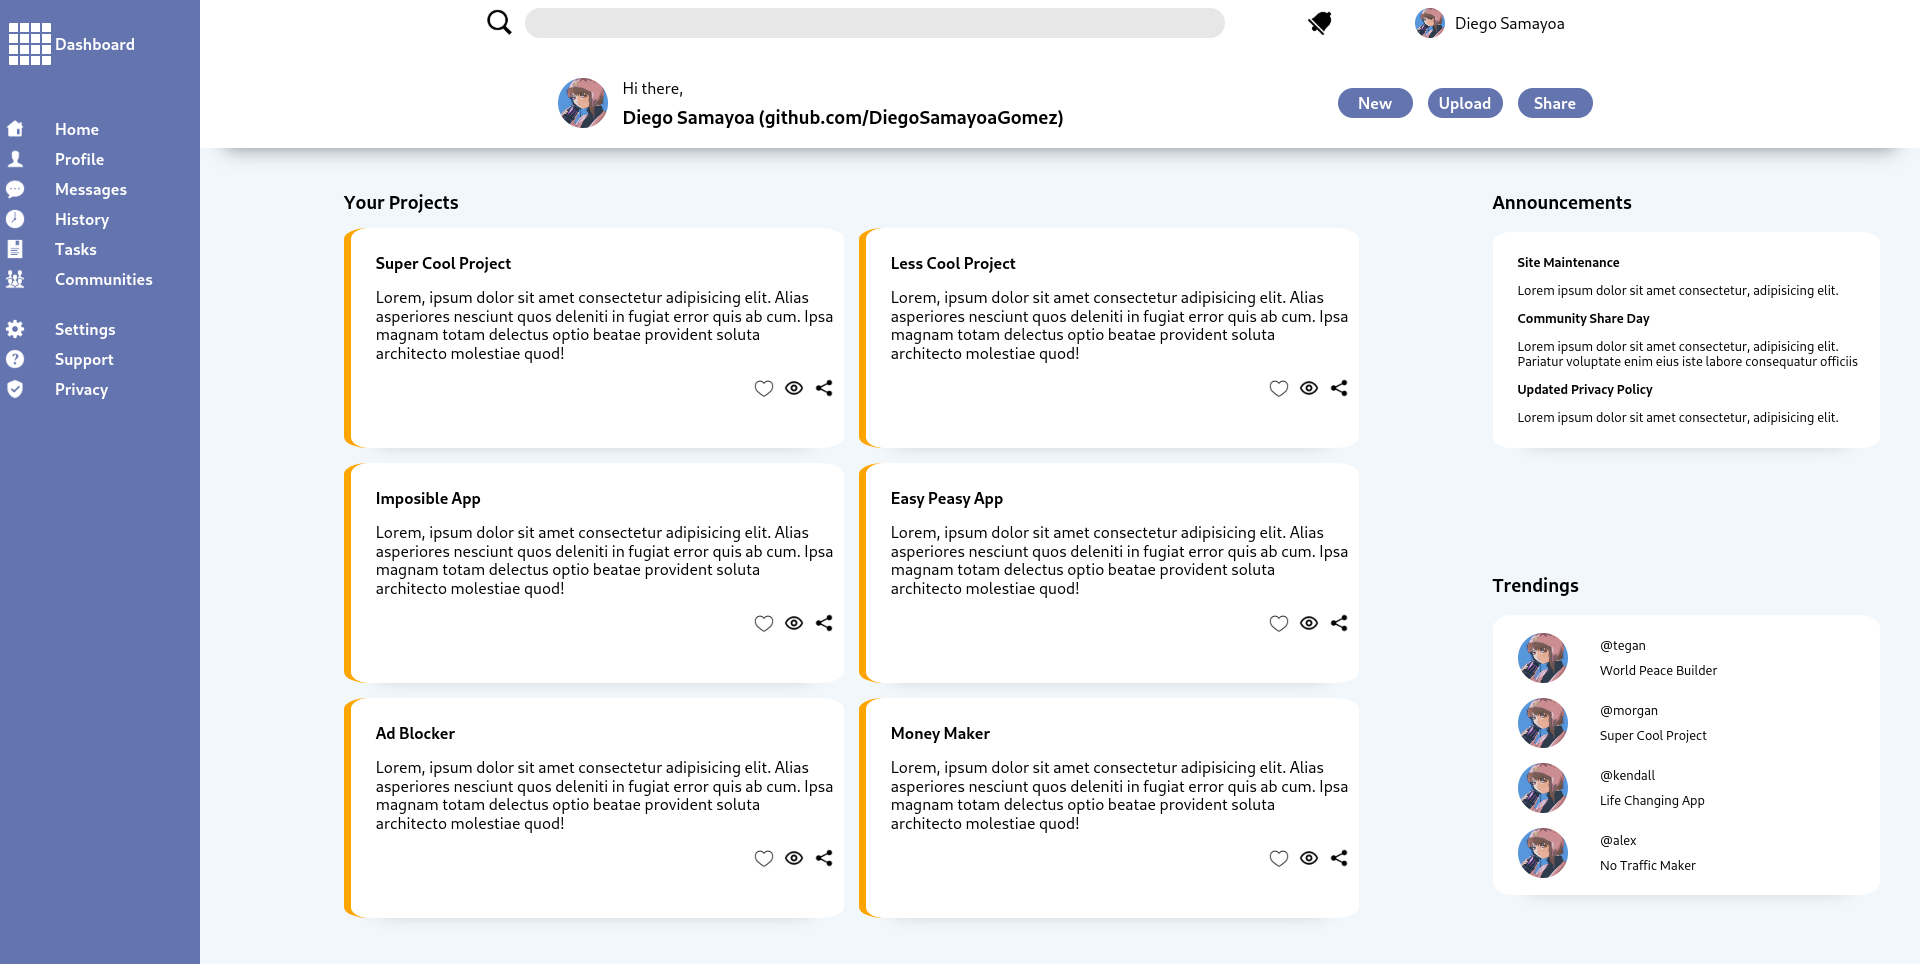 Dashboard
Home
Profile
Messages
History
Tasks
Communities
Settings
Support
Privacy
Diego Samayoa
Hi there,
Diego Samayoa (github.com/DiegoSamayoaGomez)
New
Upload
Share
Your Projects
Super Cool Project
Lorem, ipsum dolor sit amet consectetur adipisicing elit. Alias
asperiores nesciunt quos deleniti in fugiat error quis ab cum. Ipsa
magnam totam delectus optio beatae provident soluta
architecto molestiae quod!
Less Cool Project
Lorem, ipsum dolor sit amet consectetur adipisicing elit. Alias
asperiores nesciunt quos deleniti in fugiat error quis ab cum. Ipsa
magnam totam delectus optio beatae provident soluta
architecto molestiae quod!
Imposible App
Lorem, ipsum dolor sit amet consectetur adipisicing elit. Alias
asperiores nesciunt quos deleniti in fugiat error quis ab cum. Ipsa
magnam totam delectus optio beatae provident soluta
architecto molestiae quod!
Easy Peasy App
Lorem, ipsum dolor sit amet consectetur adipisicing elit. Alias
asperiores nesciunt quos deleniti in fugiat error quis ab cum. Ipsa
magnam totam delectus optio beatae provident soluta
architecto molestiae quod!
Ad Blocker
Lorem, ipsum dolor sit amet consectetur adipisicing elit. Alias
asperiores nesciunt quos deleniti in fugiat error quis ab cum. Ipsa
magnam totam delectus optio beatae provident soluta
architecto molestiae quod!
Money Maker
Lorem, ipsum dolor sit amet consectetur adipisicing elit. Alias
asperiores nesciunt quos deleniti in fugiat error quis ab cum. Ipsa
magnam totam delectus optio beatae provident soluta
architecto molestiae quod!
Announcements
Site Maintenance
Lorem ipsum dolor sit amet consectetur, adipisicing elit.
Community Share Day
Lorem ipsum dolor sit amet consectetur, adipisicing elit.
Pariatur voluptate enim eius iste labore consequatur officiis
Updated Privacy Policy
Lorem ipsum dolor sit amet consectetur, adipisicing elit.
Trendings
@tegan
World Peace Builder
@morgan
Super Cool Project
@kendall
Life Changing App
@alex
No Traffic Maker